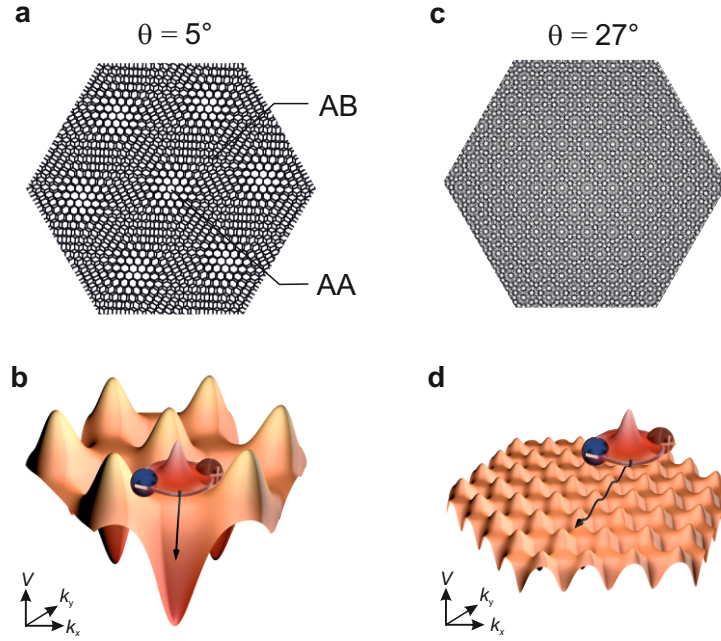 a
θ = 5°
AB
AA
c
θ = 27°
b
V
k_y
k_x
−
+
d
−
+
V
k_y
k_x